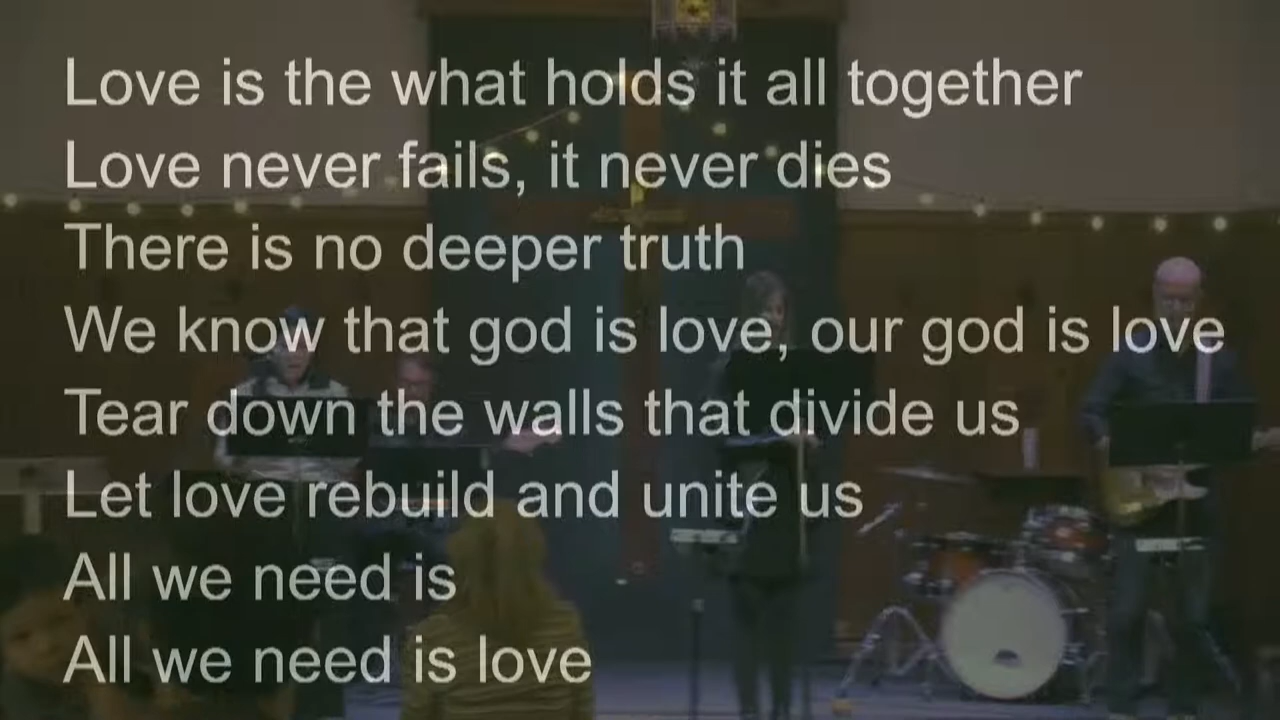 Love is the what holds it all together
Love never fails, it never dies
There is no deeper truth
We know that god is love, our god is love
Tear down the walls that divide us
Let love rebuild and unite us
All we need is
All we need is love